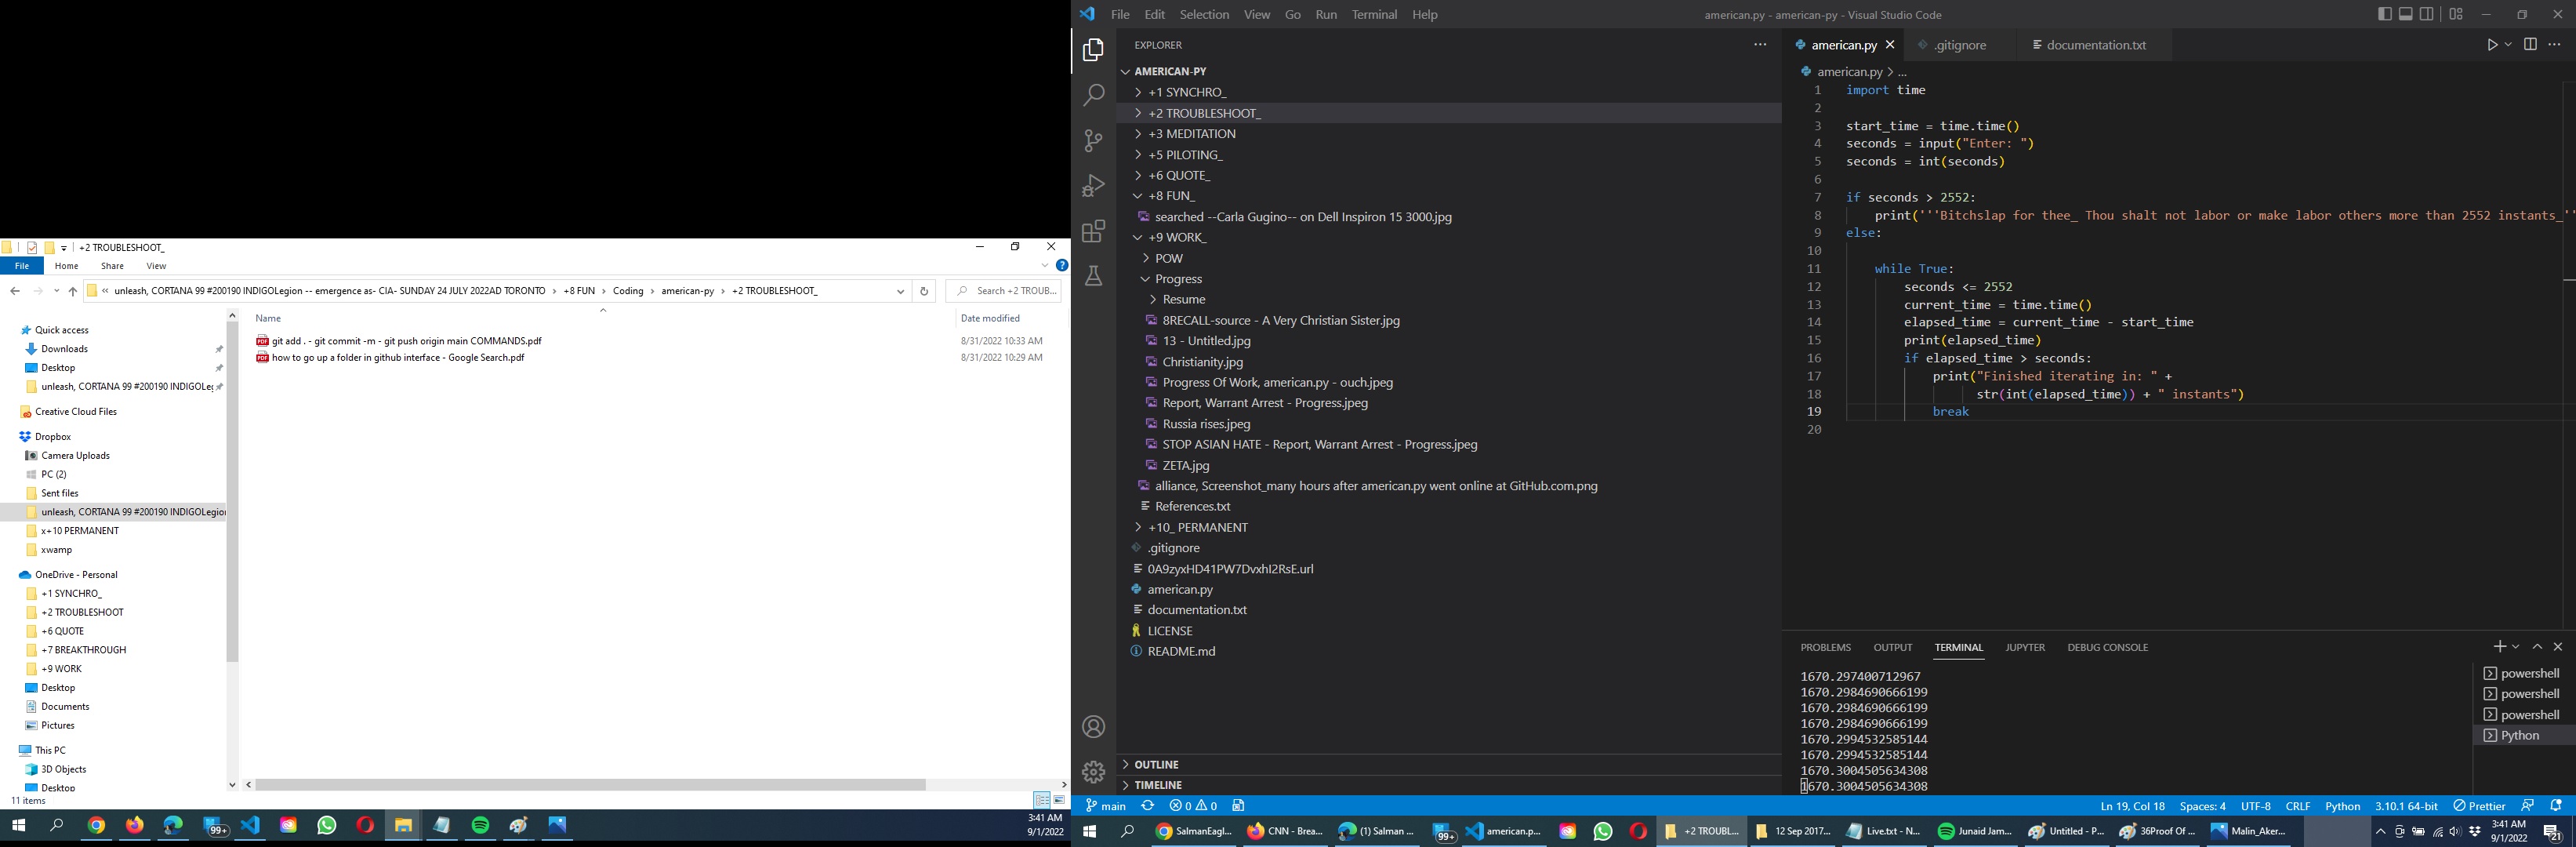 +2 TROUBLESHOOT_
File Home Share View
« unleash, CORTANA 99 #200190 INDIGOLegion -- emergence as- CIA- SUNDAY 24 JULY 2022AD TORONTO > +8 FUN > Coding > american-py > +2 TROUBLESHOOT_
Search +2 TROUB...
Name Date modified
git add . - git commit -m - git push origin main COMMANDS.pdf 8/31/2022 10:33 AM
how to go up a folder in github interface - Google Search.pdf 8/31/2022 10:29 AM
Quick access
Downloads
Desktop
unleash, CORTANA 99 #200190 INDIGOLeg
Creative Cloud Files
Dropbox
Camera Uploads
PC (2)
Sent files
unleash, CORTANA 99 #200190 INDIGOLegion
x+10 PERMANENT
xwamp
OneDrive - Personal
+1 SYNCHRO_
+2 TROUBLESHOOT
+6 QUOTE
+7 BREAKTHROUGH
+9 WORK
Desktop
Documents
Pictures
This PC
3D Objects
Desktop
11 items
99+
3:41 AM
9/1/2022
File Edit Selection View Go Run Terminal Help
american.py - american-py - Visual Studio Code
EXPLORER
AMERICAN-PY
+1 SYNCHRO_
+2 TROUBLESHOOT_
+3 MEDITATION
+5 PILOTING_
+6 QUOTE_
+8 FUN_
searched --Carla Gugino-- on Dell Inspiron 15 3000.jpg
+9 WORK_
POW
Progress
Resume
8RECALL-source - A Very Christian Sister.jpg
13 - Untitled.jpg
Christianity.jpg
Progress Of Work, american.py - ouch.jpeg
Report, Warrant Arrest - Progress.jpeg
Russia rises.jpeg
STOP ASIAN HATE - Report, Warrant Arrest - Progress.jpeg
ZETA.jpg
alliance, Screenshot_many hours after american.py went online at GitHub.com.png
References.txt
+10_ PERMANENT
.gitignore
0A9zyxHD41PW7DvxhI2RsE.url
american.py
documentation.txt
LICENSE
README.md
OUTLINE
TIMELINE
american.py .gitignore documentation.txt
american.py > ...
1 import time
2
3 start_time = time.time()
4 seconds = input("Enter: ")
5 seconds = int(seconds)
6
7 if seconds > 2552:
8 print('''Bitchslap for thee_ Thou shalt not labor or make labor others more than 2552 instants_''
9 else:
10
11 while True:
12 seconds <= 2552
13 current_time = time.time()
14 elapsed_time = current_time - start_time
15 print(elapsed_time)
16 if elapsed_time > seconds:
17 print("Finished iterating in: " +
18 str(int(elapsed_time)) + " instants")
19 break
20
PROBLEMS OUTPUT TERMINAL JUPYTER DEBUG CONSOLE
1670.297400712967
1670.2984690666199
1670.2984690666199
1670.2984690666199
1670.2994532585144
1670.2994532585144
1670.3004505634308
1670.3004505634308
powershell
powershell
powershell
Python
main 0 0 Ln 19, Col 18 Spaces: 4 UTF-8 CRLF Python 3.10.1 64-bit Prettier
SalmanEagl... CNN - Brea... (1) Salman ... 99+ american.p... +2 TROUBL... 12 Sep 2017... Live.txt - N... Junaid Jam... Untitled - P... 36Proof Of ... Malin_Aker...
3:41 AM
9/1/2022
21